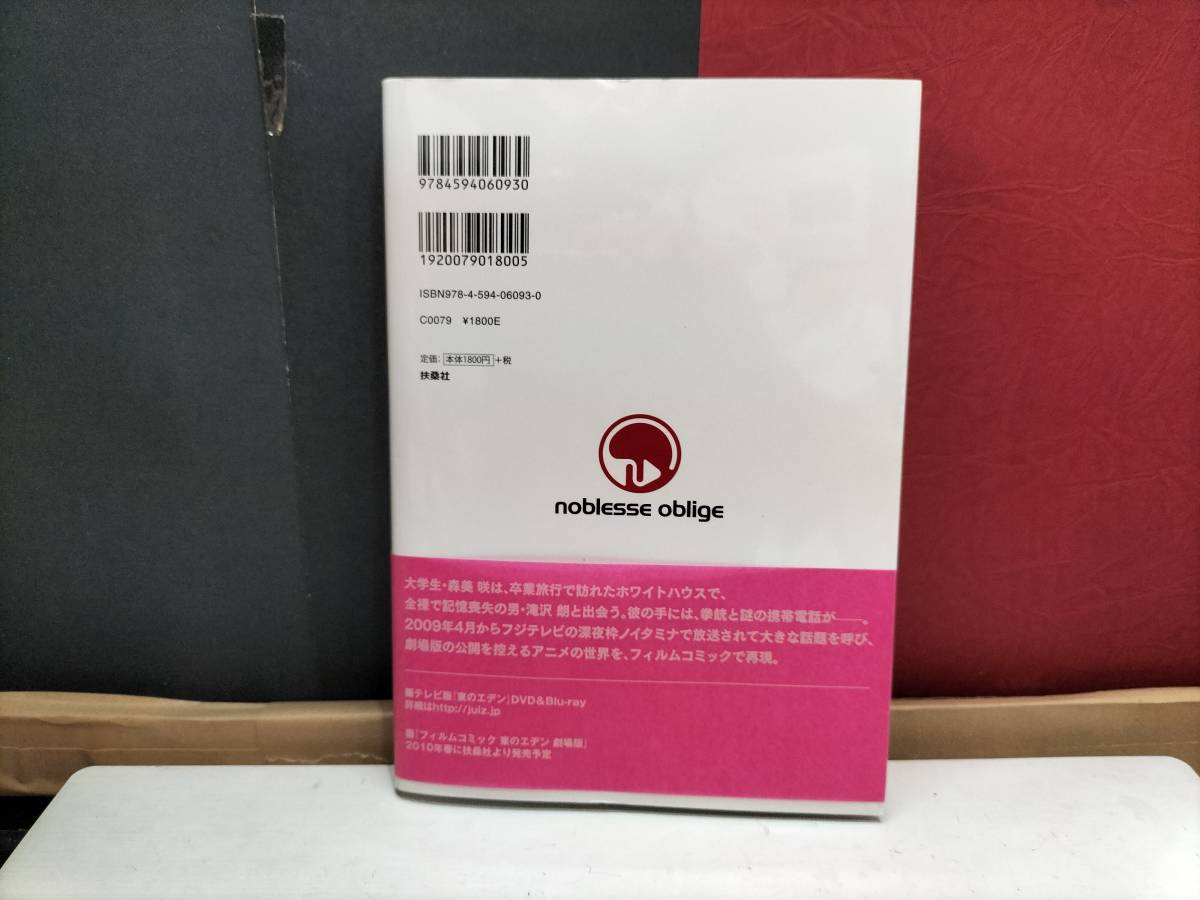 9784594060930
1920079018005
ISBN978-4-594-06093-0
C0079 ¥1800E
定価:本体1800円+税
扶桑社
noblesse oblige
大学生・森美 咲は、卒業旅行で訪れたホワイトハウスで、
全裸で記憶喪失の男・滝沢 朗と出会う。彼の手には、拳銃と謎の携帯電話が——。
2009年4月からフジテレビの深夜枠ノイタミナで放送されて大きな話題を呼び、
劇場版の公開を控えるアニメの世界を、フィルムコミックで再現。
■テレビ版「東のエデン」DVD&Blu-ray
詳細はhttp://juiz.jp
■「フィルムコミック 東のエデン 劇場版」
2010年春に扶桑社より発売予定